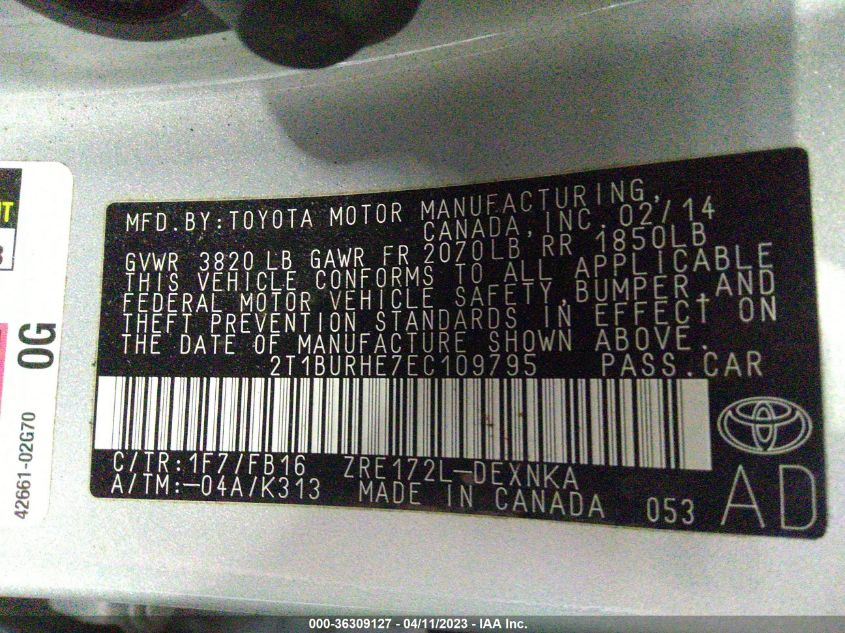 MFD.BY:TOYOTA MOTOR MANUFACTURING,
CANADA, INC. 02/14
GVWR 3820 LB GAWR FR 2070LB RR 1850LB
THIS VEHICLE CONFORMS TO ALL APPLICABLE
FEDERAL MOTOR VEHICLE SAFETY,BUMPER,AND
THEFT PREVENTION STANDARDS IN EFFECT ON
THE DATE OF MANUFACTURE SHOWN ABOVE.
2T1BURHE7EC109795 PASS.CAR
C/TR:1F7/FB16 ZRE172L-DEXNKA
A/TM:-04A/K313 MADE IN CANADA 053
AD
0G
42661-02G70
000-36309127 - 04/11/2023 - IAA Inc.